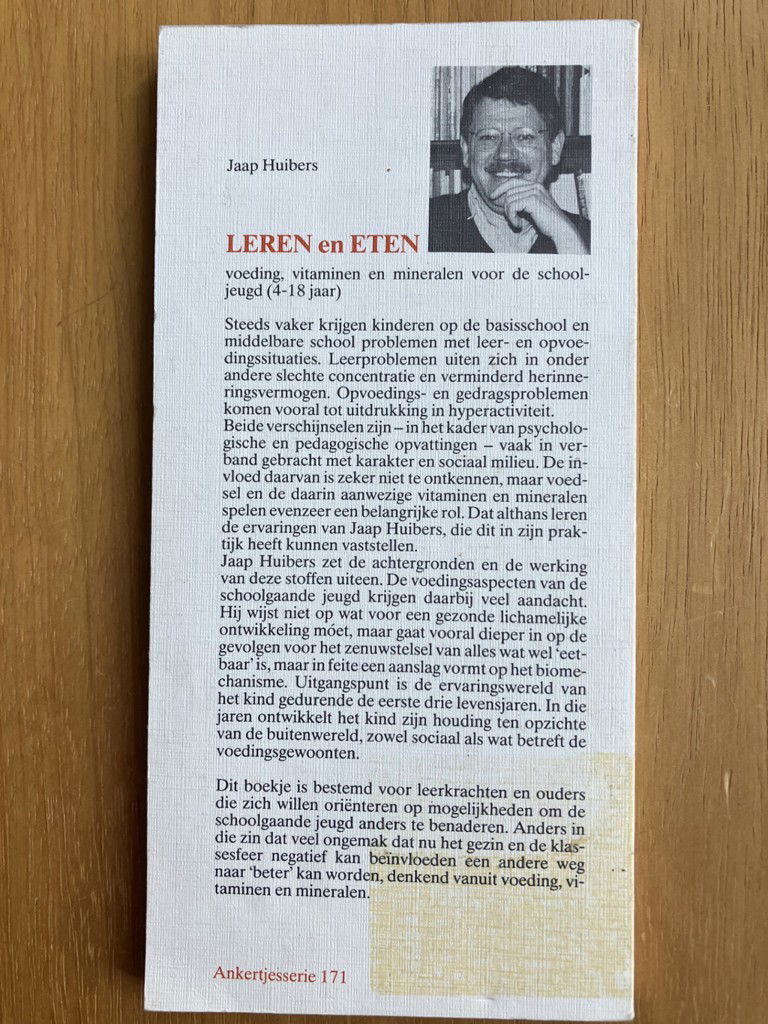 Jaap Huibers
LEREN en ETEN
voeding, vitaminen en mineralen voor de school-
jeugd (4-18 jaar)
Steeds vaker krijgen kinderen op de basisschool en
middelbare school problemen met leer- en opvoe-
dingssituaties. Leerproblemen uiten zich in onder
andere slechte concentratie en verminderd herinne-
ringsvermogen. Opvoedings- en gedragsproblemen
komen vooral tot uitdrukking in hyperactiviteit.
Beide verschijnselen zijn – in het kader van psycholo-
gische en pedagogische opvattingen – vaak in ver-
band gebracht met karakter en sociaal milieu. De in-
vloed daarvan is zeker niet te ontkennen, maar voed-
sel en de daarin aanwezige vitaminen en mineralen
spelen evenzeer een belangrijke rol. Dat althans leren
de ervaringen van Jaap Huibers, die dit in zijn prak-
tijk heeft kunnen vaststellen.
Jaap Huibers zet de achtergronden en de werking
van deze stoffen uiteen. De voedingsaspecten van de
schoolgaande jeugd krijgen daarbij veel aandacht.
Hij wijst niet op wat voor een gezonde lichamelijke
ontwikkeling móet, maar gaat vooral dieper in op de
gevolgen voor het zenuwstelsel van alles wat wel ‘eet-
baar’ is, maar in feite een aanslag vormt op het biome-
chanisme. Uitgangspunt is de ervaringswereld van
het kind gedurende de eerste drie levensjaren. In die
jaren ontwikkelt het kind zijn houding ten opzichte
van de buitenwereld, zowel sociaal als wat betreft de
voedingsgewoonten.
Dit boekje is bestemd voor leerkrachten en ouders
die zich willen oriënteren op mogelijkheden om de
schoolgaande jeugd anders te benaderen. Anders in
die zin dat veel ongemak dat nu het gezin en de klas-
sesfeer negatief kan beïnvloeden een andere weg
naar ‘beter’ kan worden, denkend vanuit voeding, vi-
taminen en mineralen.
Ankertjesserie 171